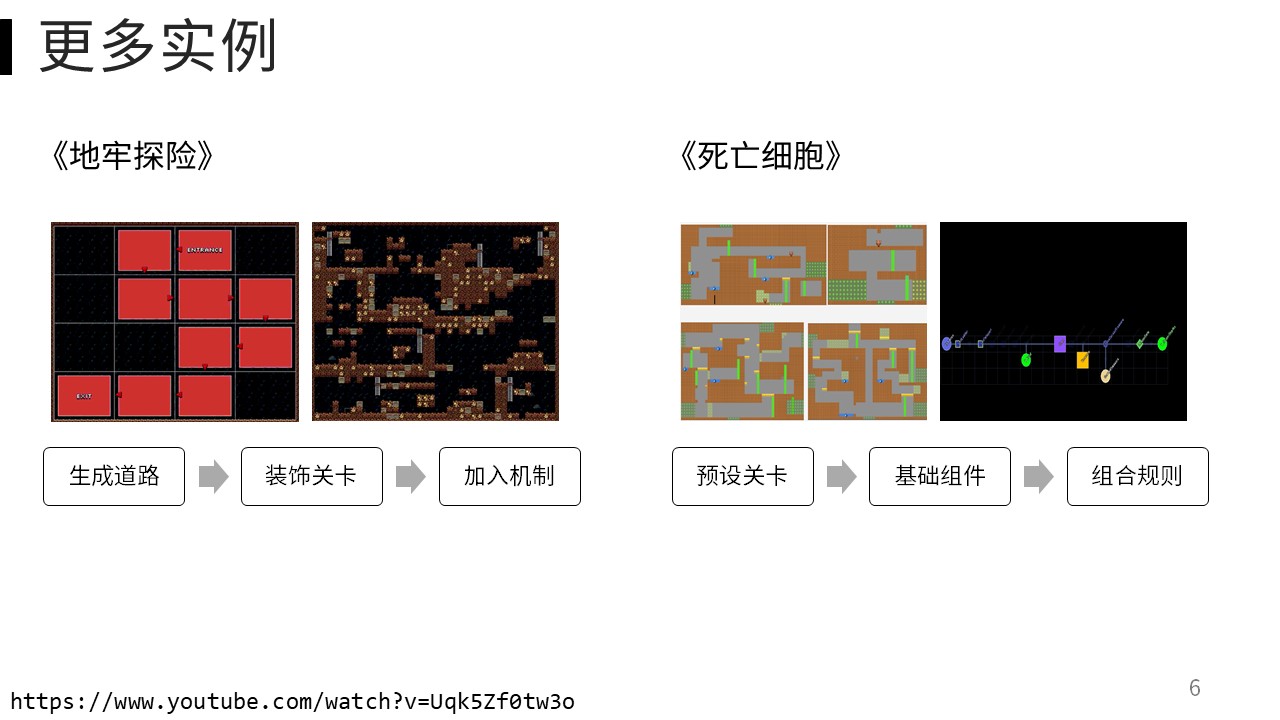 更多实例
《地牢探险》
ENTRANCE
EXIT
生成道路
装饰关卡
加入机制
《死亡细胞》
预设关卡
基础组件
组合规则
https://www.youtube.com/watch?v=Uqk5Zf0tw3o
6